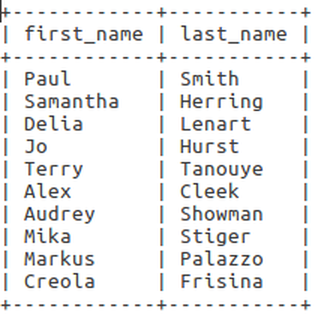 +------------+-----------+
| first_name | last_name |
+------------+-----------+
| Paul       | Smith     |
| Samantha   | Herring   |
| Delia      | Lenart    |
| Jo         | Hurst     |
| Terry      | Tanouye   |
| Alex       | Cleek     |
| Audrey     | Showman   |
| Mika       | Stiger    |
| Markus     | Palazzo   |
| Creola     | Frisina   |
+------------+-----------+